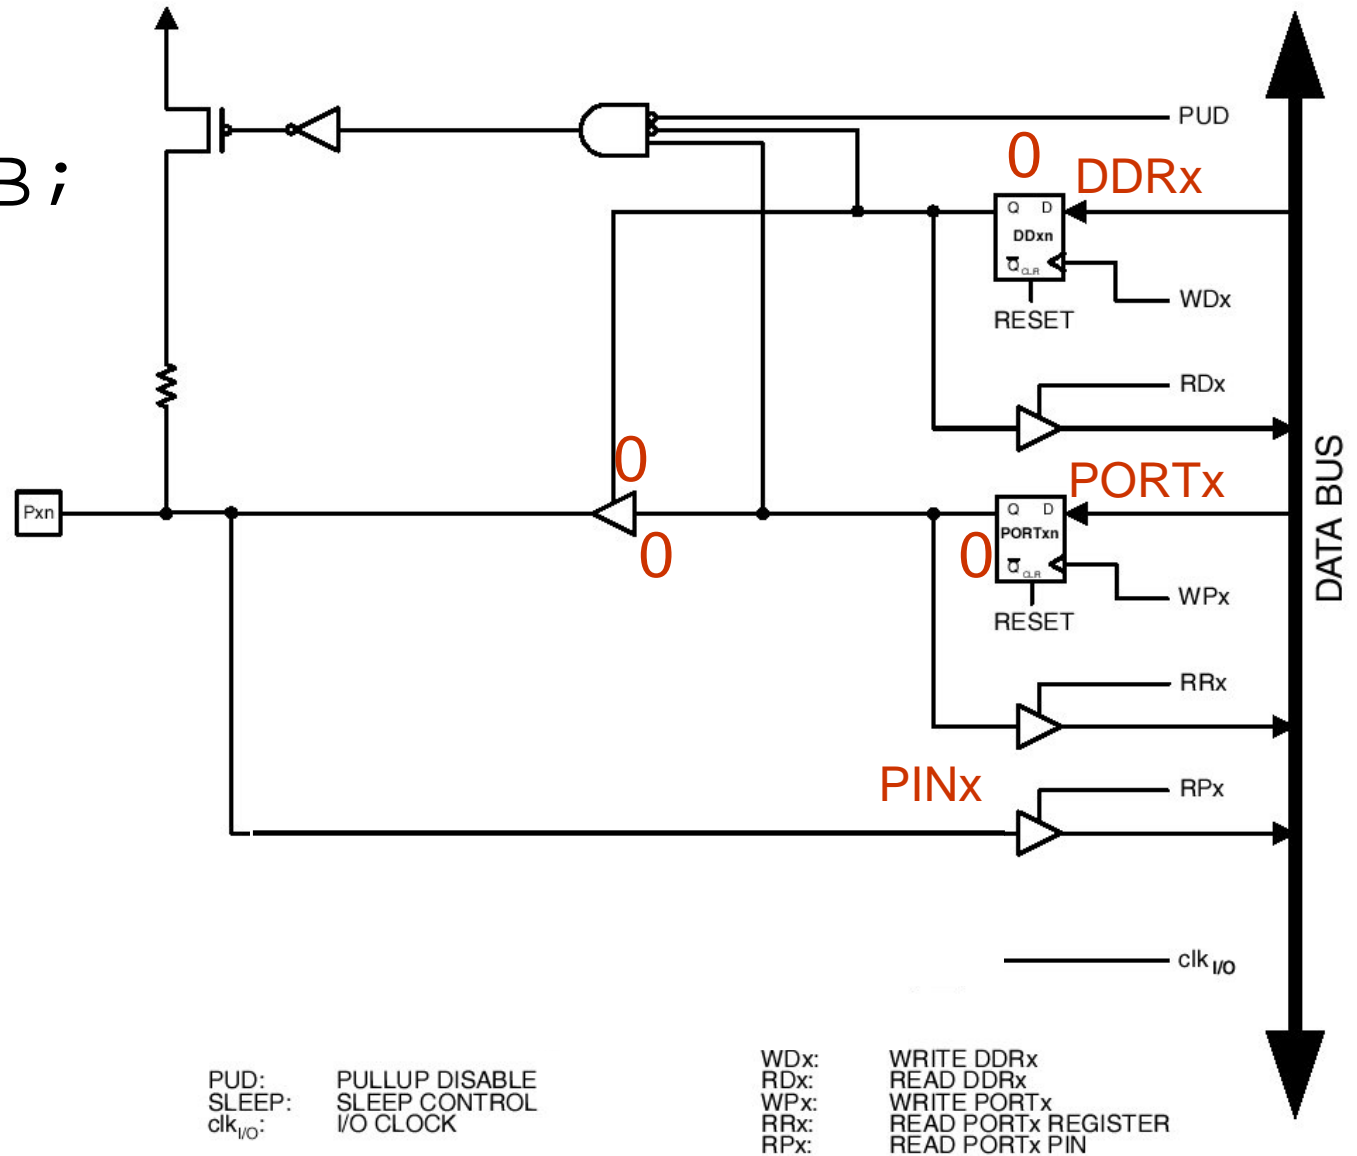 PUD
0
DDRx
B;
Q D
DDxn
Q CLR
WDx
RESET
RDx
0
PORTx
DATA BUS
Pxn
Q D
PORTxn
0
0
Q CLR
WPx
RESET
RRx
PINx
RPx
clk I/O
PUD: PULLUP DISABLE
SLEEP: SLEEP CONTROL
clkI/O: I/O CLOCK
WDx: WRITE DDRx
RDx: READ DDRx
WPx: WRITE PORTx
RRx: READ PORTx REGISTER
RPx: READ PORTx PIN